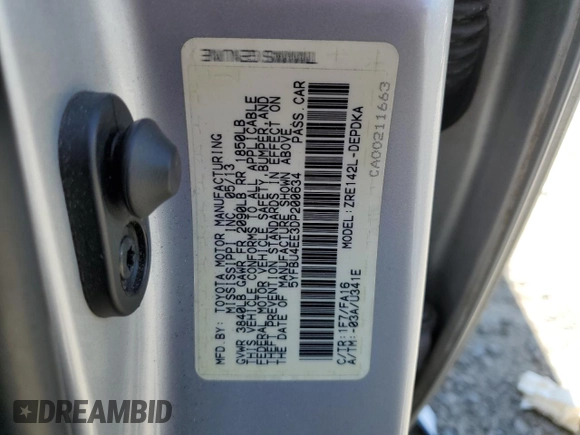 MFD. BY: TOYOTA MOTOR MANUFACTURING
MISSISSIPPI INC. 05/13
GVWR 3840LB GAWR FR 2090LB RR 1850LB
THIS VEHICLE CONFORMS TO ALL APPLICABLE
FEDERAL MOTOR VEHICLE SAFETY, BUMPER, AND
THEFT PREVENTION STANDARDS IN EFFECT ON
THE DATE OF MANUFACTURE SHOWN ABOVE.
5YFBU4EE3DP200634 PASS. CAR
MODEL: ZRE142L-DEPDKA
C/TR: 1F7/FA16
A/TM: -03A/U341E
CA00211663
DREAMBID